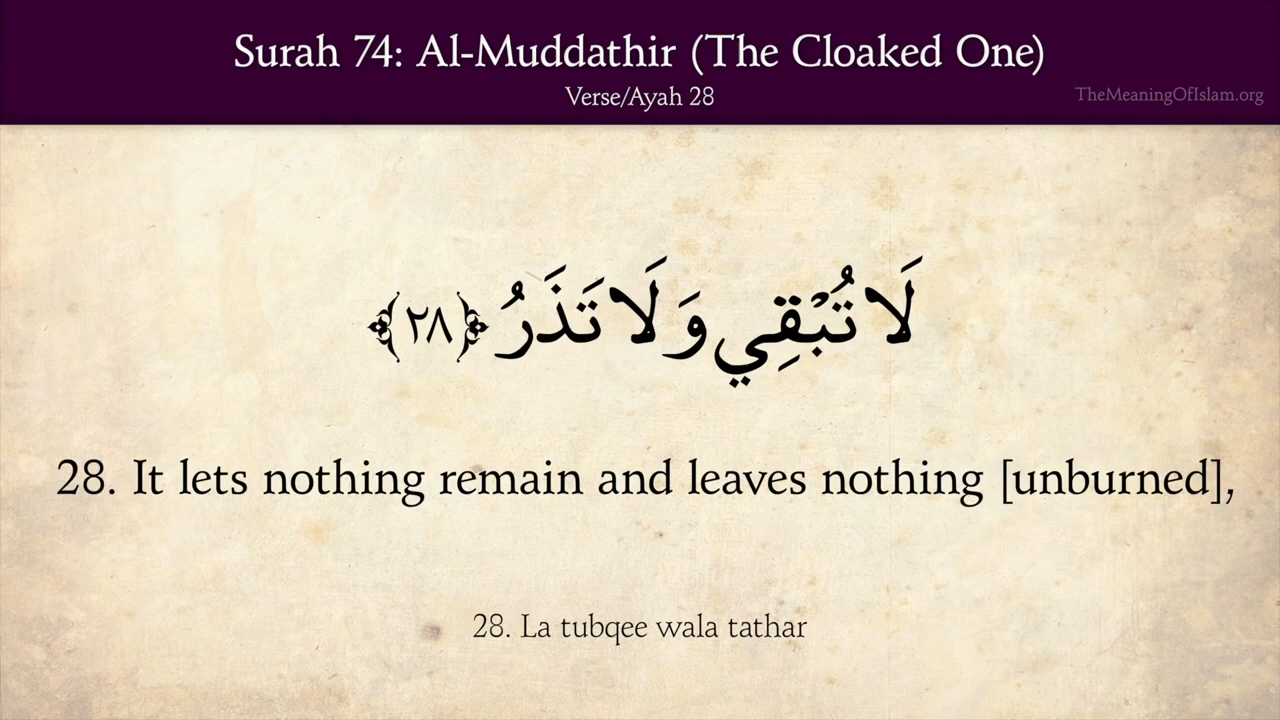 Surah 74: Al-Muddathir (The Cloaked One)
Verse/Ayah 28
TheMeaningOfIslam.org
لَا تُبْقِي وَلَا تَذَرُ ﴿٢٨﴾
28. It lets nothing remain and leaves nothing [unburned],
28. La tubqee wala tathar